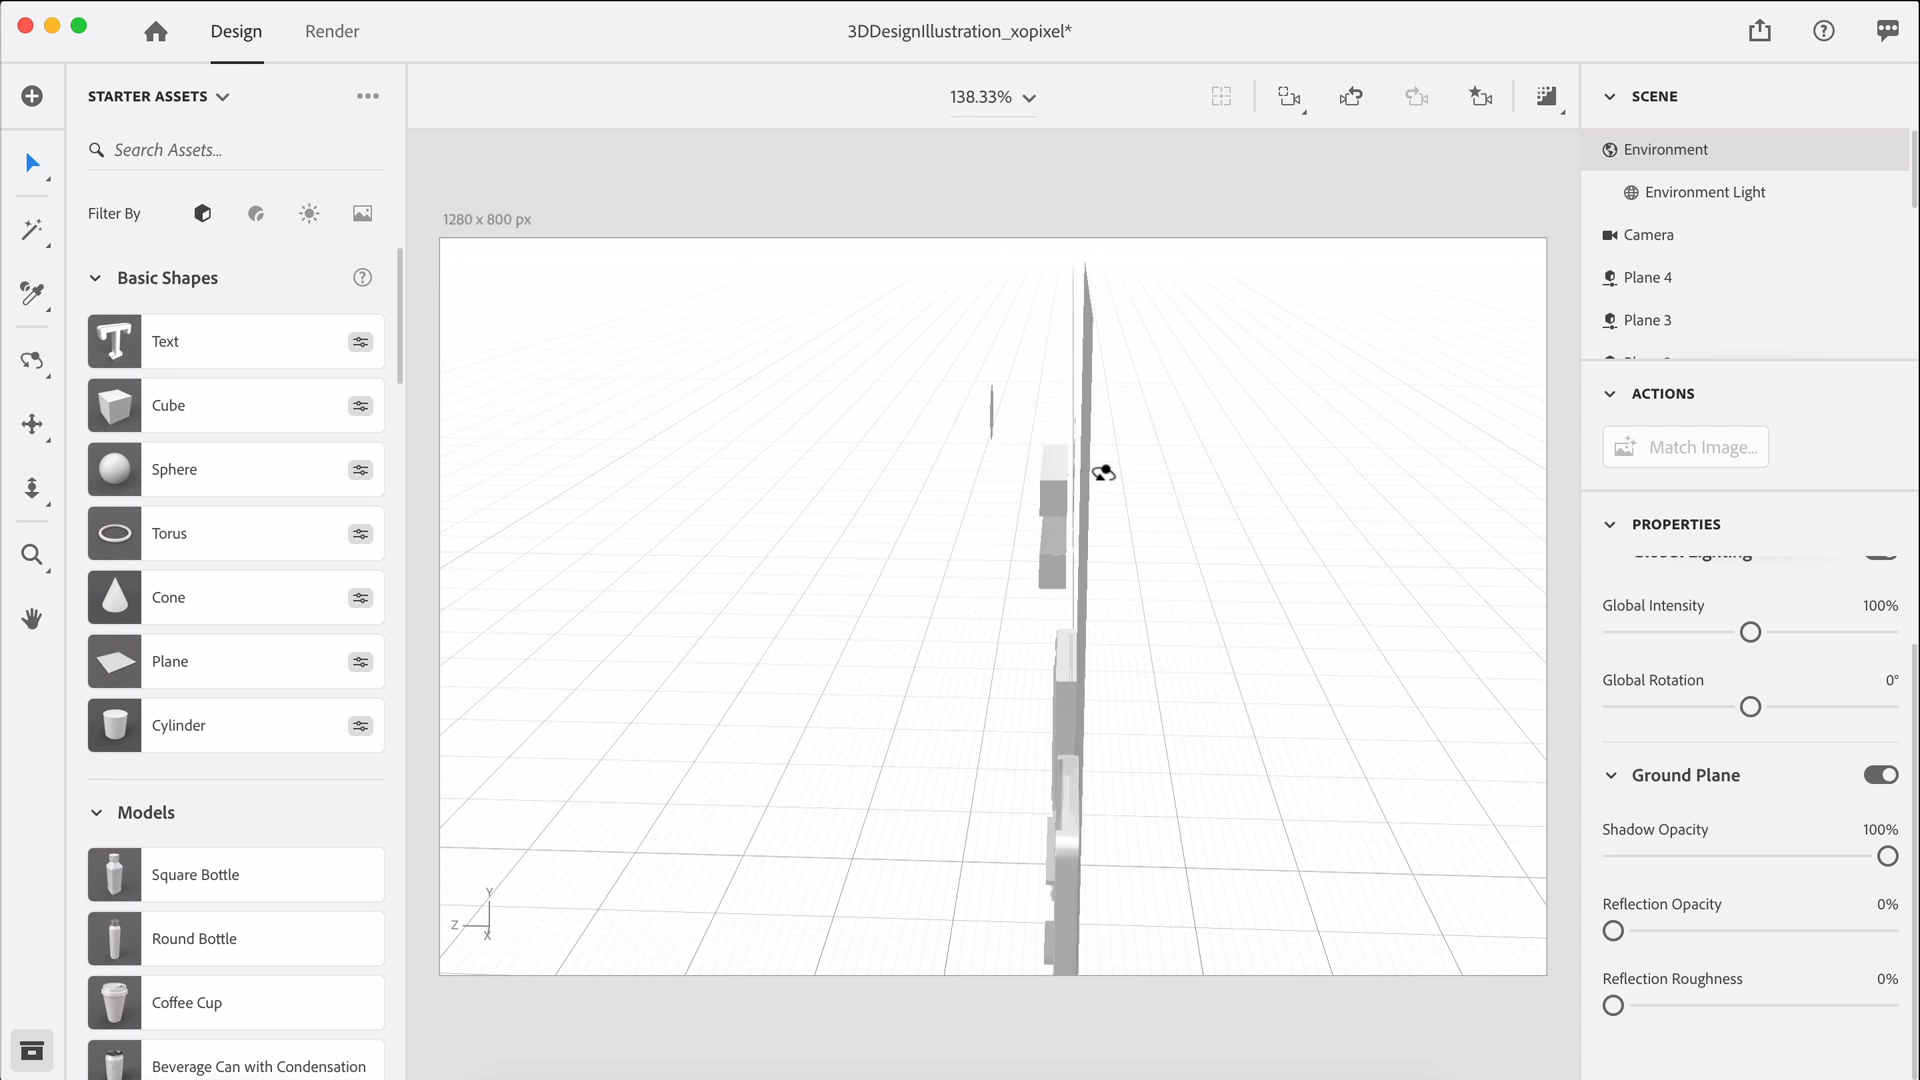 Design
Render
3DDesignIllustration_xopixel*
STARTER ASSETS
Search Assets...
Filter By
Basic Shapes
Text
Cube
Sphere
Torus
Cone
Plane
Cylinder
Models
Square Bottle
Round Bottle
Coffee Cup
Beverage Can with Condensation
138.33%
1280 x 800 px
Y
Z
X
SCENE
Environment
Environment Light
Camera
Plane 4
Plane 3
ACTIONS
Match Image...
PROPERTIES
Global Lighting
Global Intensity 100%
Global Rotation 0°
Ground Plane
Shadow Opacity 100%
Reflection Opacity 0%
Reflection Roughness 0%